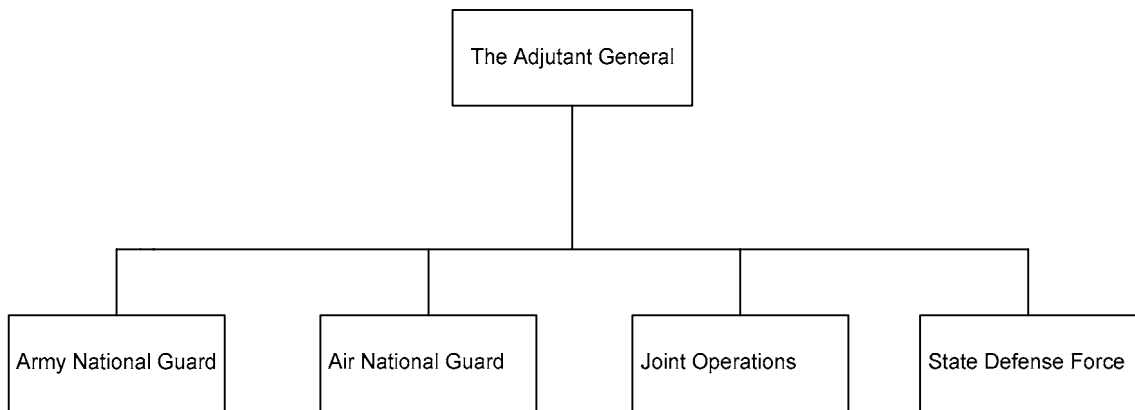 The Adjutant General
Army National Guard
Air National Guard
Joint Operations
State Defense Force